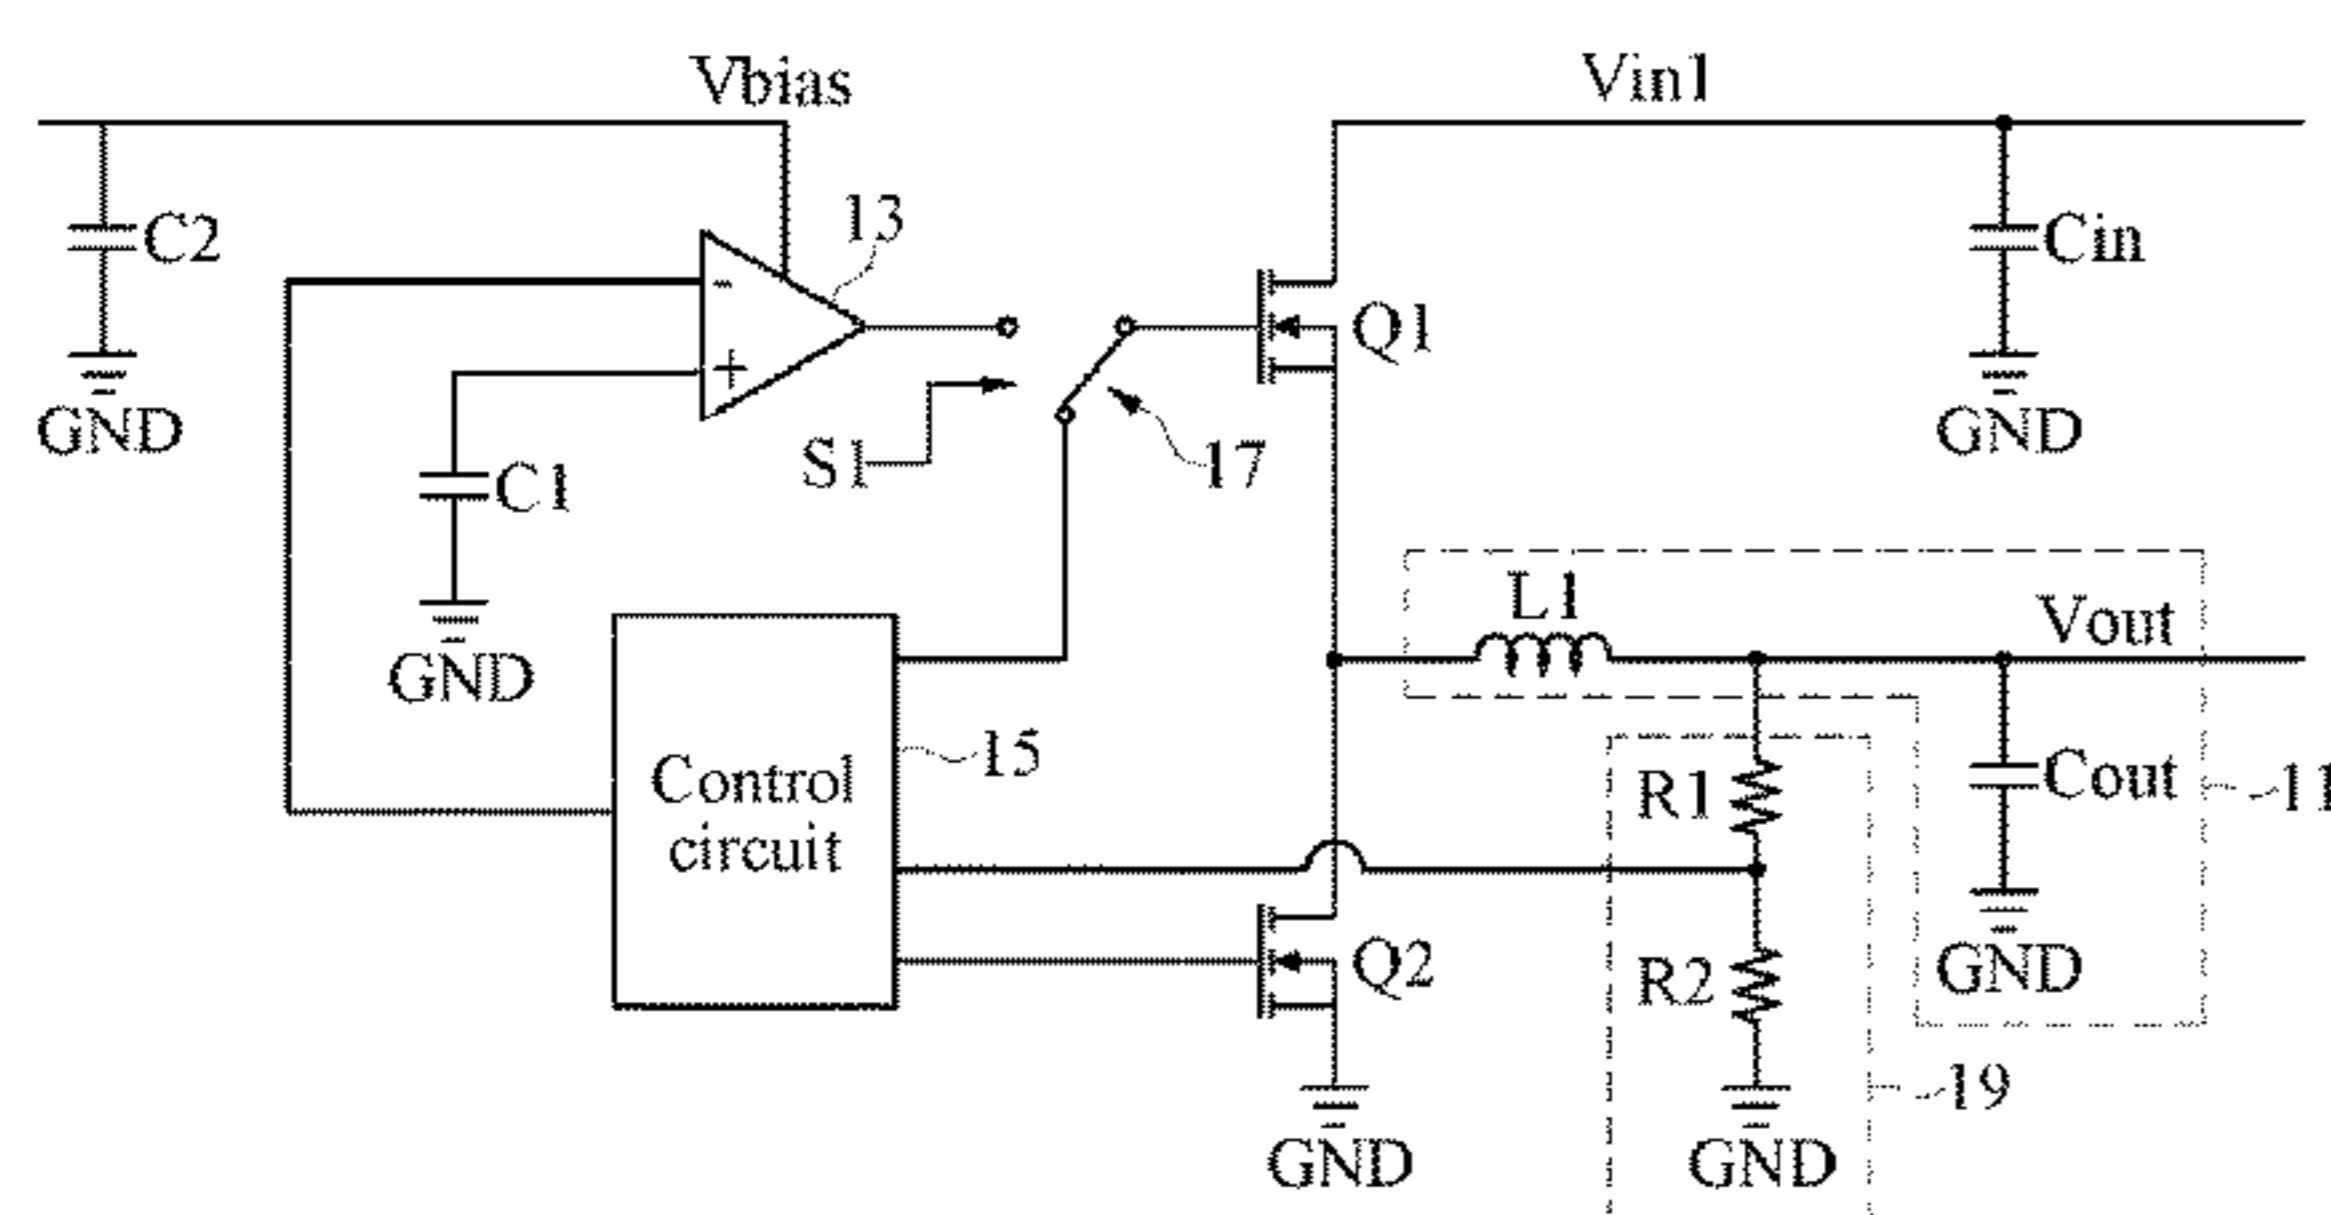 Vbias
Vin1
13
C2
Cin
-
Q1
+
GND
GND
S1
17
C1
L1
Vout
GND
15
Control
circuit
R1
Cout
11
Q2
R2
GND
19
GND
GND